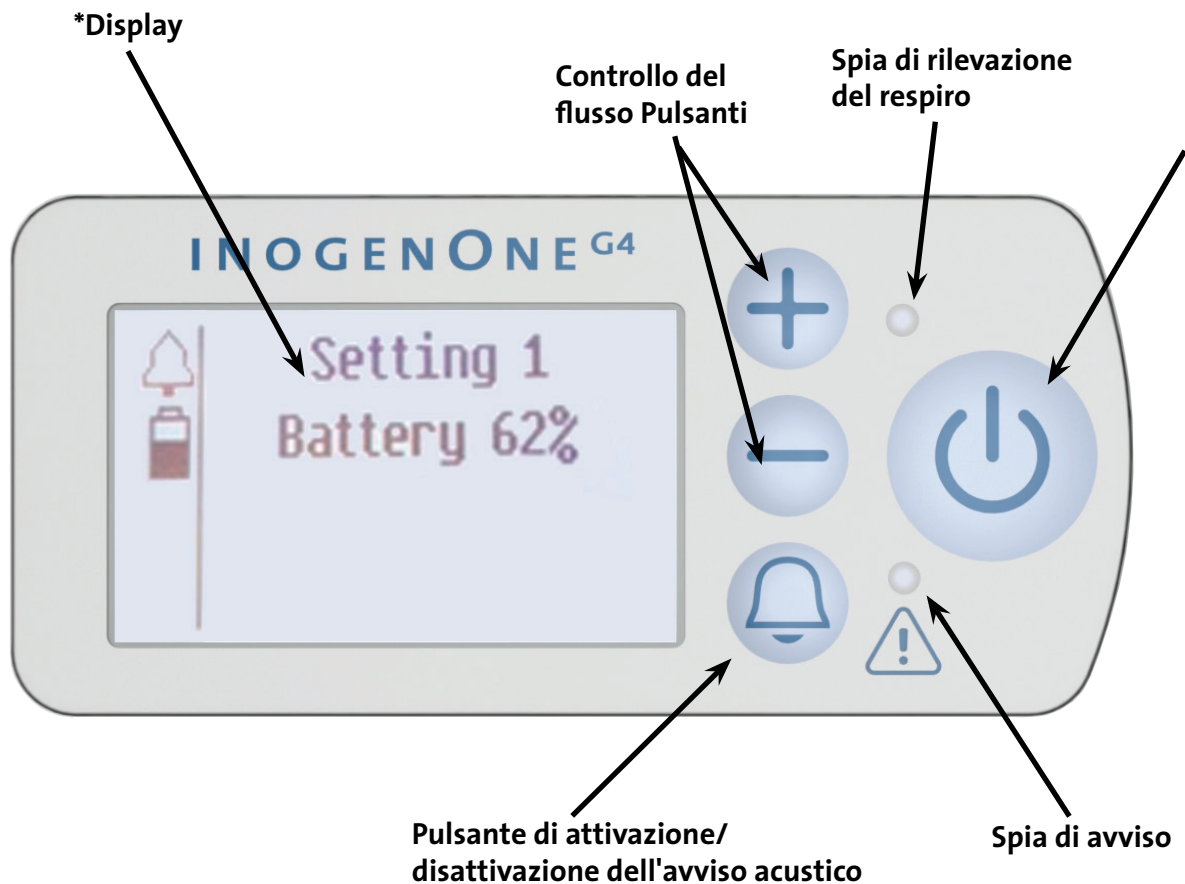 *Display
Controllo del
flusso Pulsanti
Spia di rilevazione
del respiro
INOGENONE G4
Setting 1
Battery 62%
Pulsante di attivazione/
disattivazione dell'avviso acustico
Spia di avviso